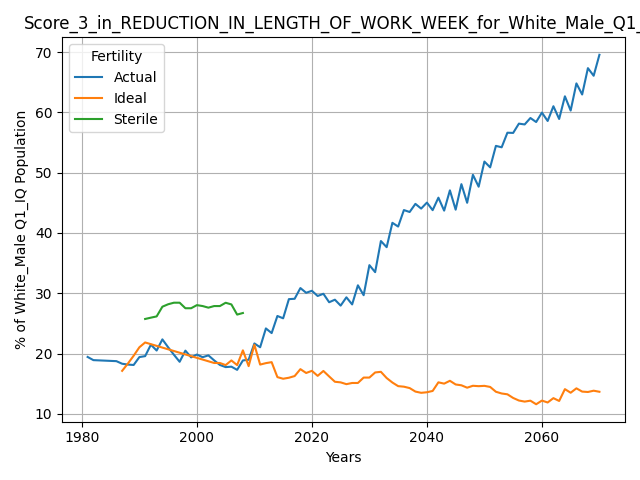 Score_3_in_REDUCTION_IN_LENGTH_OF_WORK_WEEK_for_White_Male_Q1_
Fertility
Actual
Ideal
Sterile
% of White_Male Q1_IQ Population
70
60
50
40
30
20
10
1980
2000
2020
2040
2060
Years